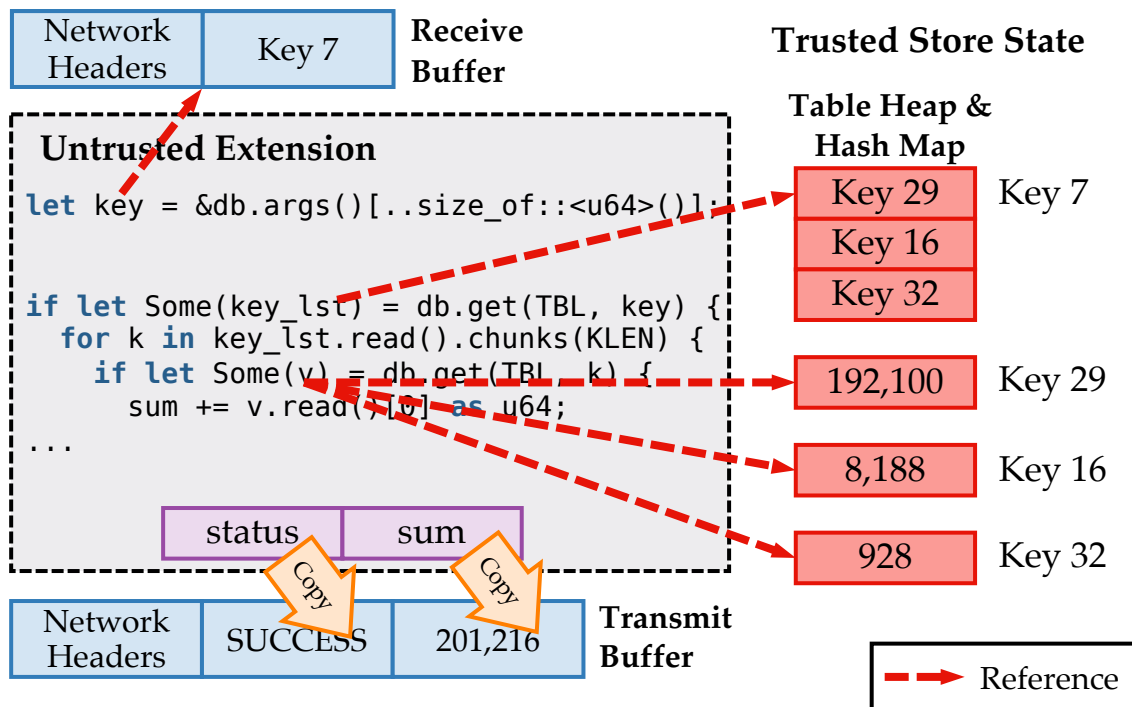 Network
Headers
Key 7
Receive
Buffer
Trusted Store State
Table Heap &
Hash Map
Untrusted Extension
let key = &db.args()[..size_of::<u64>()];
if let Some(key_lst) = db.get(TBL, key) {
for k in key_lst.read().chunks(KLEN) {
if let Some(v) = db.get(TBL, k) {
sum += v.read()[0] as u64;
...
Key 29
Key 7
Key 16
Key 32
192,100
Key 29
8,188
Key 16
928
Key 32
status
sum
Copy
Copy
Network
Headers
SUCCESS
201,216
Transmit
Buffer
Reference